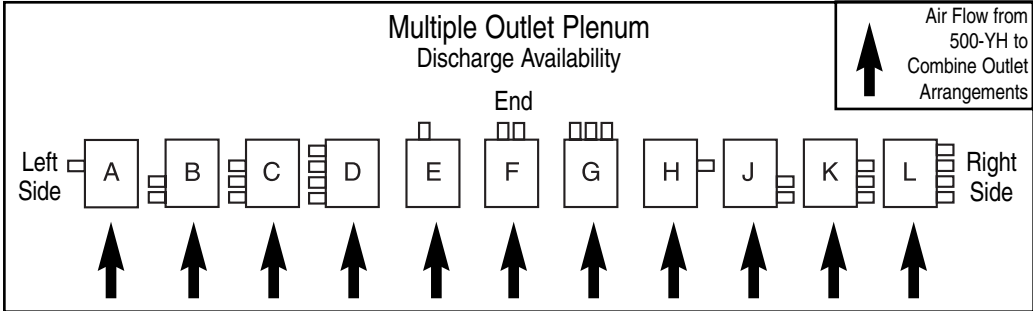 Multiple Outlet Plenum
Discharge Availability
Air Flow from
500-YH to
Combine Outlet
Arrangements
End
Left
Side
A B C D E F G H J K L
Right
Side